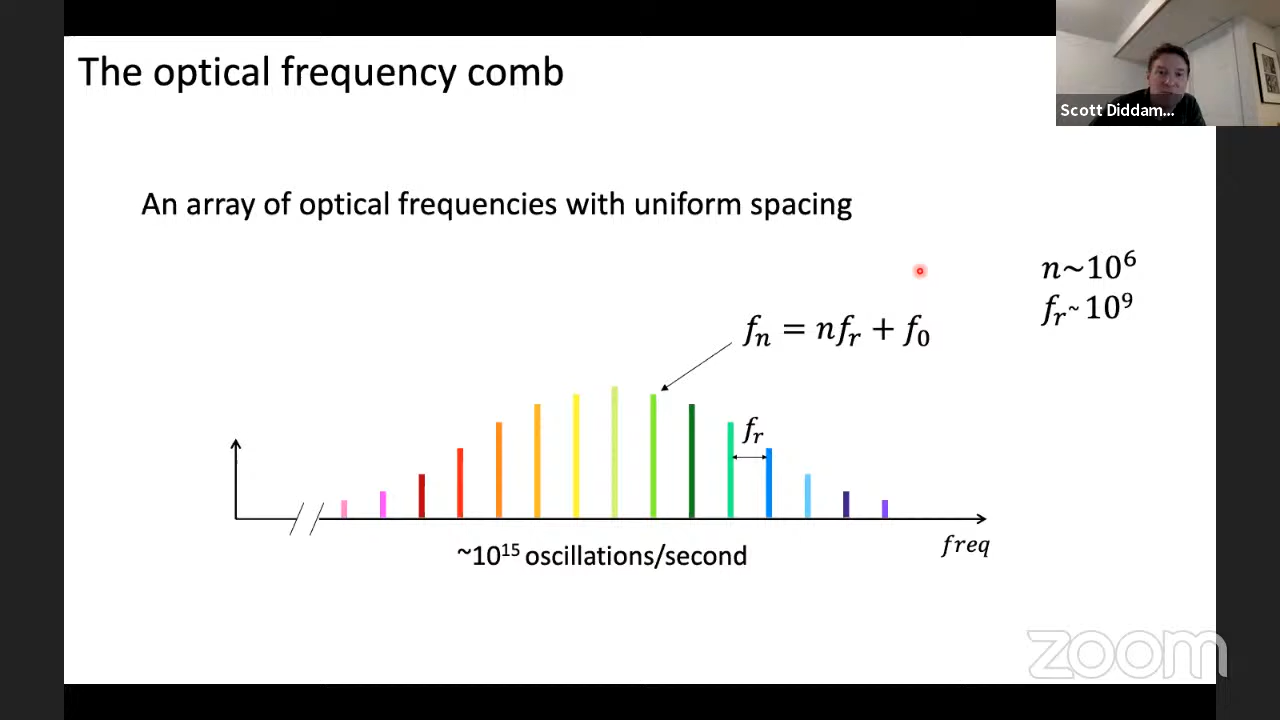 The optical frequency comb
Scott Diddam...
An array of optical frequencies with uniform spacing
n~10⁶
fᵣ~10⁹
fₙ = nfᵣ + f₀
fᵣ
~10¹⁵ oscillations/second
freq
zoom